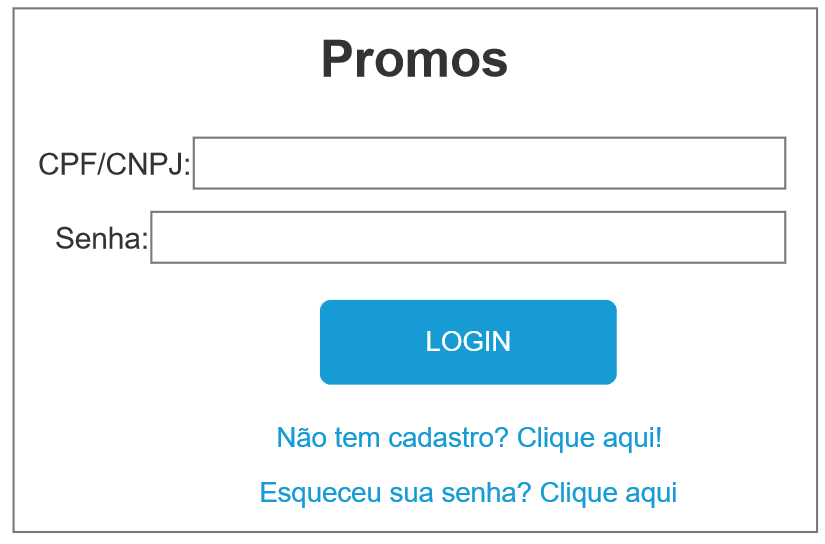 Promos
CPF/CNPJ:
Senha:
LOGIN
Não tem cadastro? Clique aqui!
Esqueceu sua senha? Clique aqui